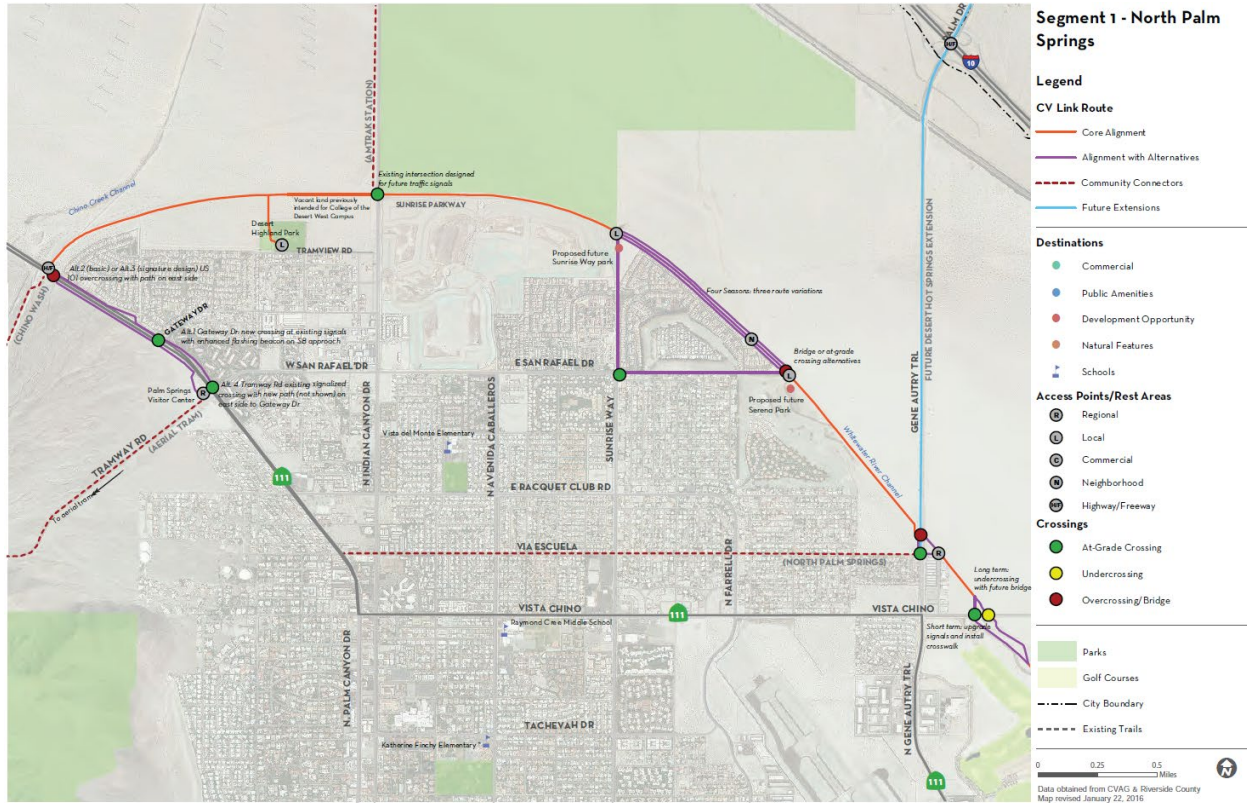 Segment 1 - North Palm
Springs
Legend
CV Link Route
Core Alignment
Alignment with Alternatives
Community Connectors
Future Extensions
Destinations
Commercial
Public Amenities
Development Opportunity
Natural Features
Schools
Access Points/Rest Areas
R Regional
L Local
C Commercial
N Neighborhood
H/F Highway/Freeway
Crossings
At-Grade Crossing
Undercrossing
Overcrossing/Bridge
Parks
Golf Courses
City Boundary
Existing Trails
0 0.25 0.5
Miles
N
Data obtained from CVAG & Riverside County
Map revised January 22, 2016
PALM DR
H/F
10
(AMTRAK STATION)
Existing intersection designed
for future traffic signals
Chino Creek Channel
Vacant land previously
intended for College of the
Desert West Campus
SUNRISE PARKWAY
Desert
Highland Park
L
TRAMVIEW RD
L
Proposed future
Sunrise Way park
H/F
Alt.2 (basic) or Alt.3 (signature design) US
101 overcrossing with path on east side
(CHINO WASH)
GATEWAY DR
Alt.1 Gateway Dr: new crossing at existing signals
with enhanced flashing beacon on SB approach
Four Seasons: three route variations
N
FUTURE DESERT HOT SPRINGS EXTENSION
GENE AUTRY TRL
W SAN RAFAEL DR
E SAN RAFAEL DR
Bridge or at-grade
crossing alternatives
L
Palm Springs
Visitor Center
R
Alt. 4 Tramway Rd existing signalized
crossing with new path (not shown) on
east side to Gateway Dr
Proposed future
Serena Park
TRAMWAY RD
(AERIAL TRAM)
To aerial tram
N INDIAN CANYON DR
N AVENIDA CABALLEROS
SUNRISE WAY
Vista del Monte Elementary
Whitewater River Channel
111
E RACQUET CLUB RD
VIA ESCUELA
N FARRELL DR
(NORTH PALM SPRINGS)
R
Long term:
undercrossing
with future bridge
VISTA CHINO
111
VISTA CHINO
Raymond Cree Middle School
Short term: upgrade
signals and install
crosswalk
N. PALM CANYON DR
N GENE AUTRY TRL
TACHEVAH DR
Katherine Finchy Elementary"
111